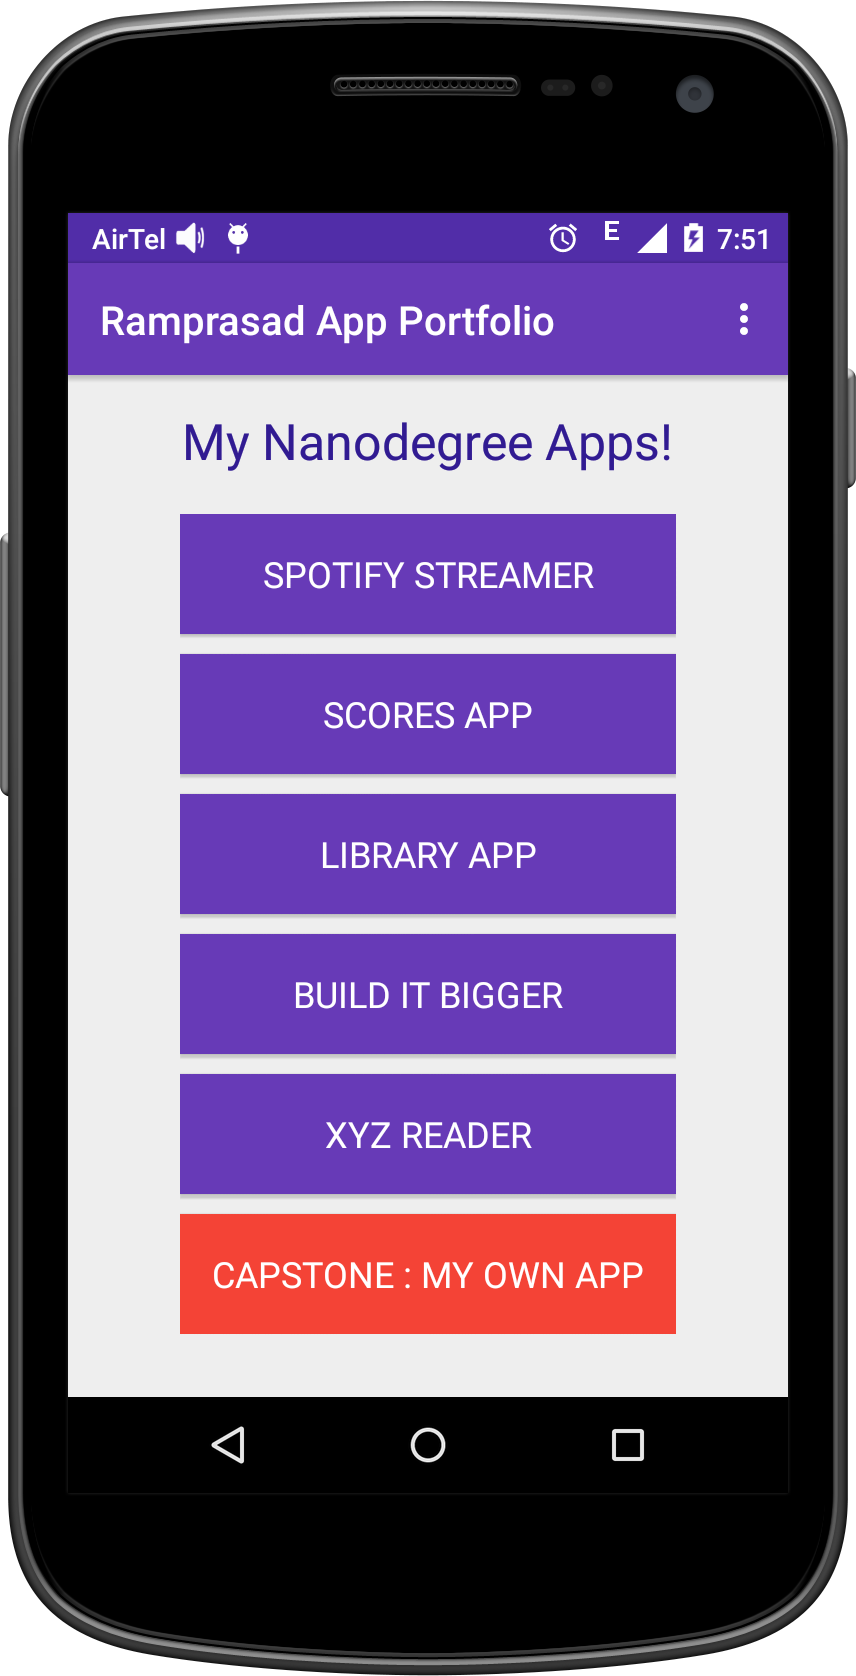 AirTel E 7:51
Ramprasad App Portfolio
My Nanodegree Apps!
SPOTIFY STREAMER
SCORES APP
LIBRARY APP
BUILD IT BIGGER
XYZ READER
CAPSTONE : MY OWN APP